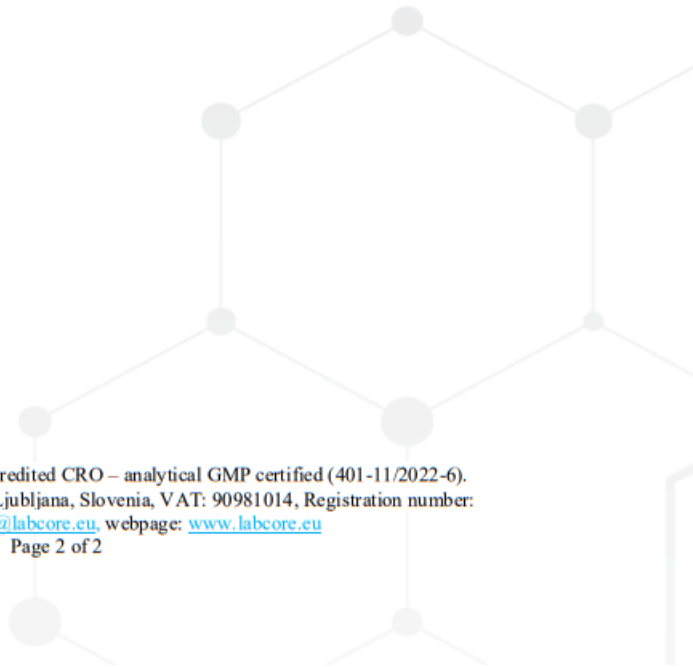 redited CRO – analytical GMP certified (401-11/2022-6).
jubljana, Slovenia, VAT: 90981014, Registration number:
@labcore.eu, webpage: www.labcore.eu
Page 2 of 2